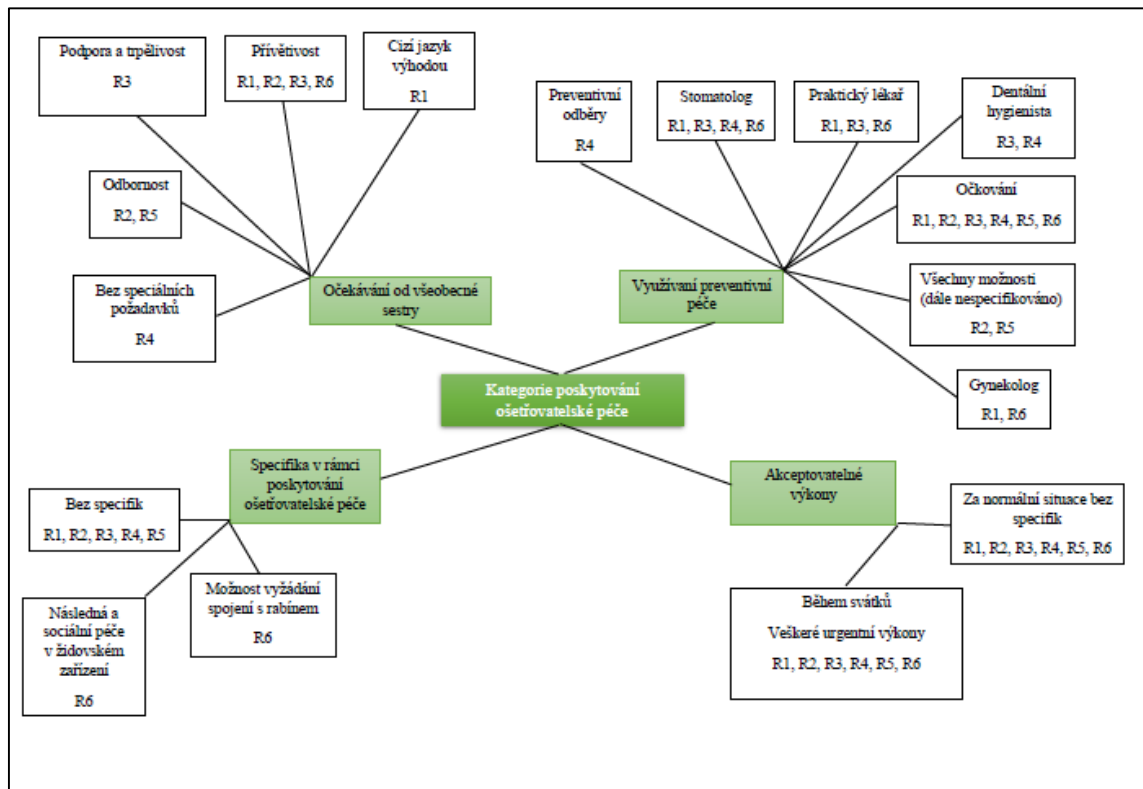 Podpora a trpělivost
R3
Přívětivost
R1, R2, R3, R6
Cizí jazyk
výhodou
R1
Odbornost
R2, R5
Bez speciálních
požadavků
R4
Očekávání od všeobecné
sestry
Preventivní
odběry
R4
Stomatolog
R1, R3, R4, R6
Praktický lékař
R1, R3, R6
Dentální
hygienista
R3, R4
Očkování
R1, R2, R3, R4, R5, R6
Všechny možnosti
(dále nespecifikováno)
R2, R5
Gynekolog
R1, R6
Využívaní preventivní
péče
Kategorie poskytování
ošetřovatelské péče
Specifika v rámci
poskytování
ošetřovatelské péče
Bez specifik
R1, R2, R3, R4, R5
Následná a
sociální péče
v židovském
zařízení
R6
Možnost vyžádání
spojení s rabínem
R6
Akceptovatelné
výkony
Za normální situace bez
specifik
R1, R2, R3, R4, R5, R6
Během svátků
Veškeré urgentní výkony
R1, R2, R3, R4, R5, R6